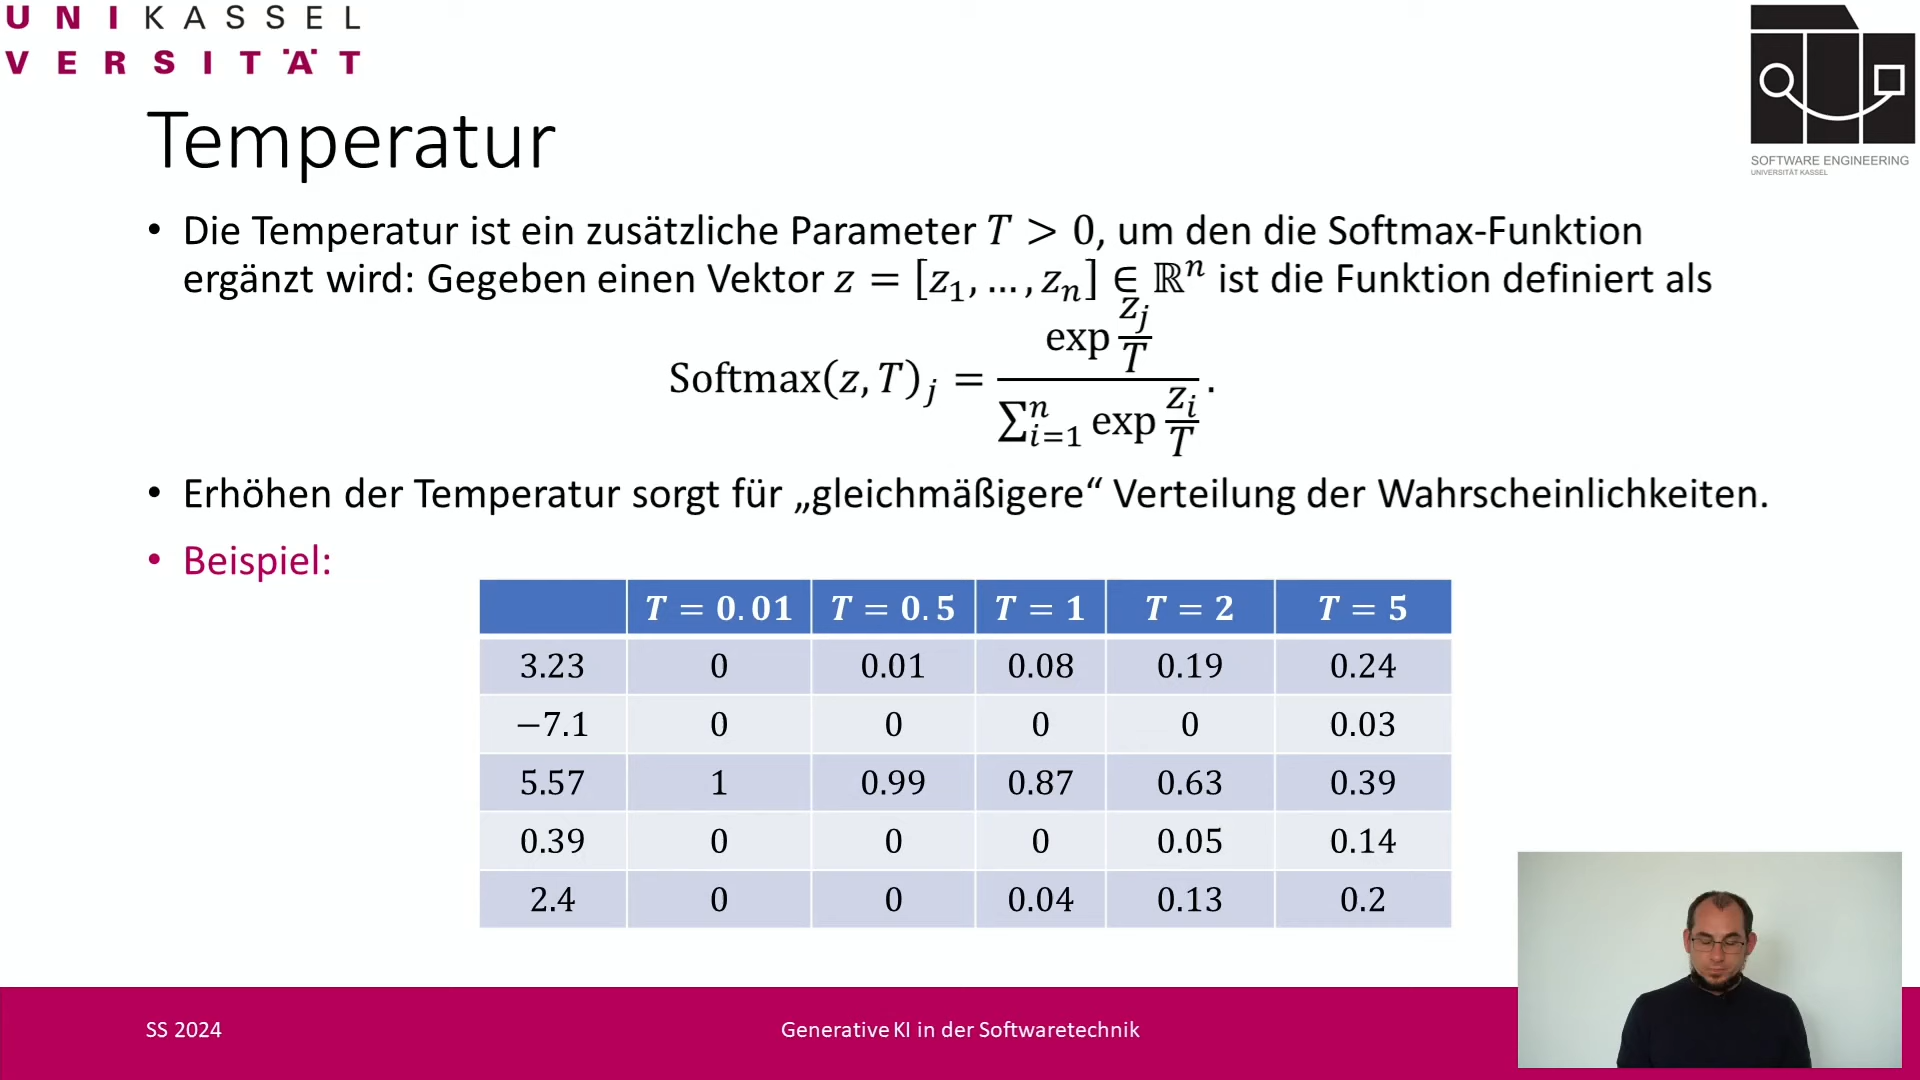 UNIKASSEL
VERSITÄT
SOFTWARE ENGINEERING
UNIVERSITÄT KASSEL
Temperatur
• Die Temperatur ist ein zusätzliche Parameter T > 0, um den die Softmax-Funktion
ergänzt wird: Gegeben einen Vektor z = [z₁, …, zₙ] ∈ ℝⁿ ist die Funktion definiert als
Softmax(z, T)_j = (exp z_j/T) / (∑_{i=1}^n exp z_i/T).
• Erhöhen der Temperatur sorgt für „gleichmäßigere“ Verteilung der Wahrscheinlichkeiten.
• Beispiel:
T = 0.01 T = 0.5 T = 1 T = 2 T = 5
3.23 0 0.01 0.08 0.19 0.24
−7.1 0 0 0 0 0.03
5.57 1 0.99 0.87 0.63 0.39
0.39 0 0 0 0.05 0.14
2.4 0 0 0.04 0.13 0.2
SS 2024
Generative KI in der Softwaretechnik